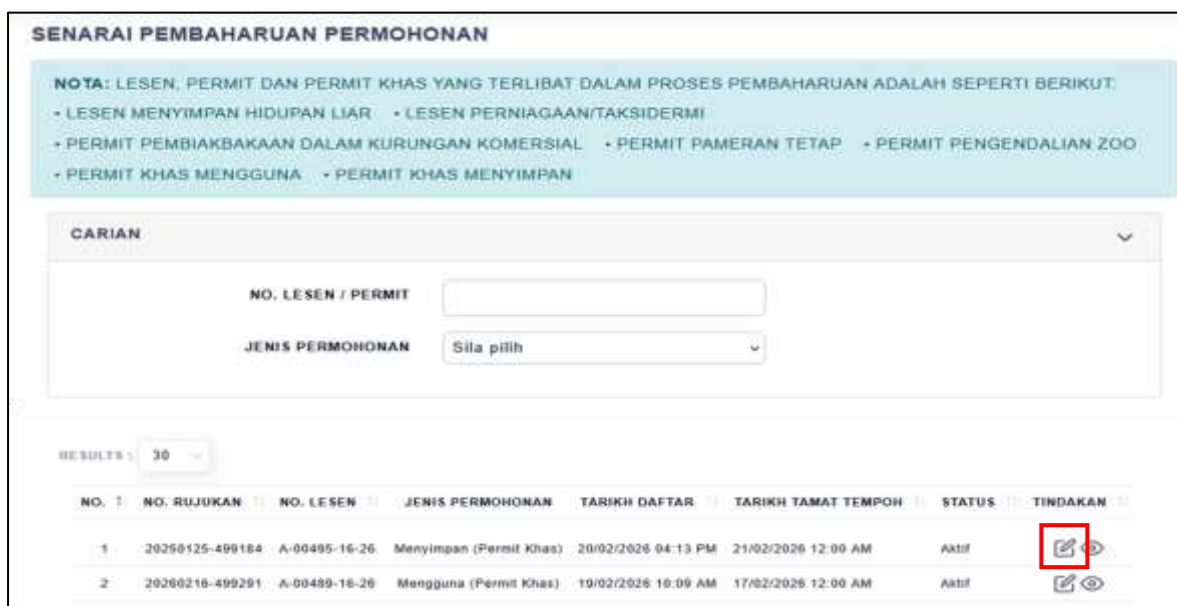 SENARAI PEMBAHARUAN PERMOHONAN
NOTA: LESEN, PERMIT DAN PERMIT KHAS YANG TERLIBAT DALAM PROSES PEMBAHARUAN ADALAH SEPERTI BERIKUT:
• LESEN MENYIMPAN HIDUPAN LIAR • LESEN PERNIAGAAN/TAKSIDERMI
• PERMIT PEMBIAKBAKAAN DALAM KURUNGAN KOMERSIAL • PERMIT PAMERAN TETAP • PERMIT PENGENDALIAN ZOO
• PERMIT KHAS MENGGUNA • PERMIT KHAS MENYIMPAN
CARIAN
NO. LESEN / PERMIT
JENIS PERMOHONAN Sila pilih
RESULTS : 30
NO. NO. RUJUKAN NO. LESEN JENIS PERMOHONAN TARIKH DAFTAR TARIKH TAMAT TEMPOH STATUS TINDAKAN
1 20250125-499184 A-00495-16-26 Menyimpan (Permit Khas) 20/02/2026 04:13 PM 21/02/2026 12:00 AM Aktif
2 20260216-499291 A-00489-16-26 Mengguna (Permit Khas) 19/02/2026 10:09 AM 17/02/2026 12:00 AM Aktif